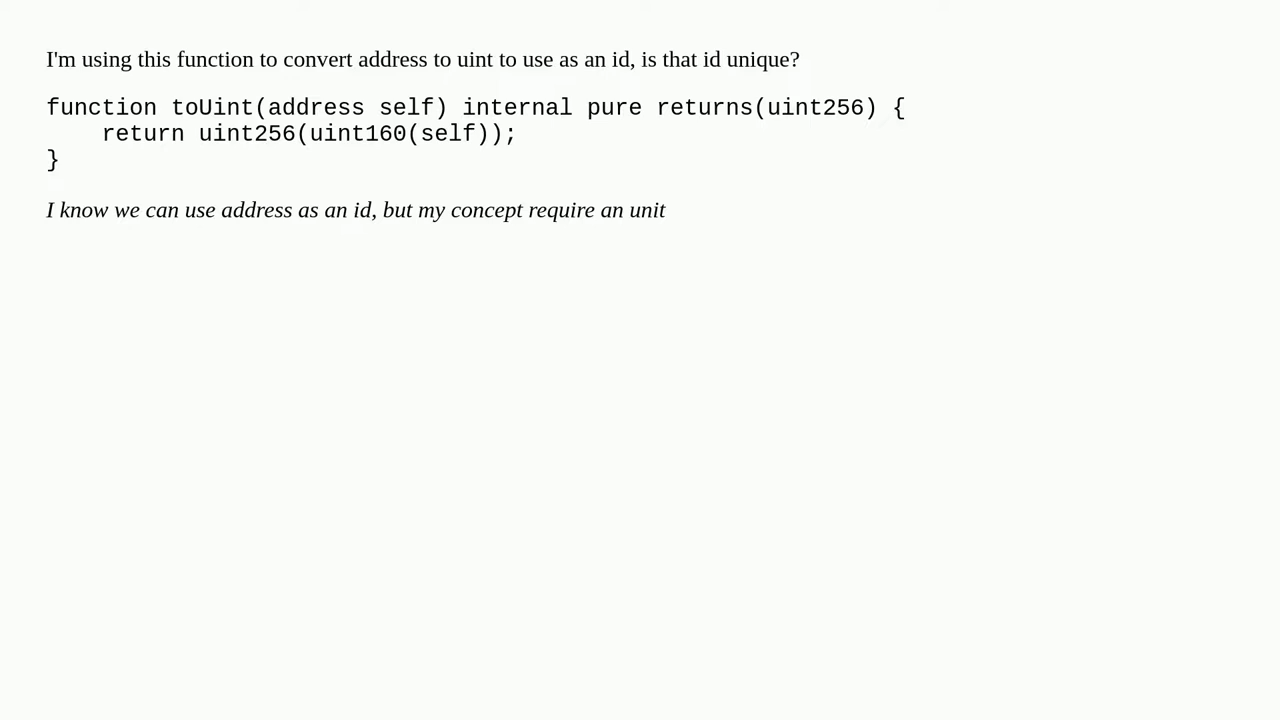 I'm using this function to convert address to uint to use as an id, is that id unique?
function toUint(address self) internal pure returns(uint256) {
    return uint256(uint160(self));
}
I know we can use address as an id, but my concept require an unit